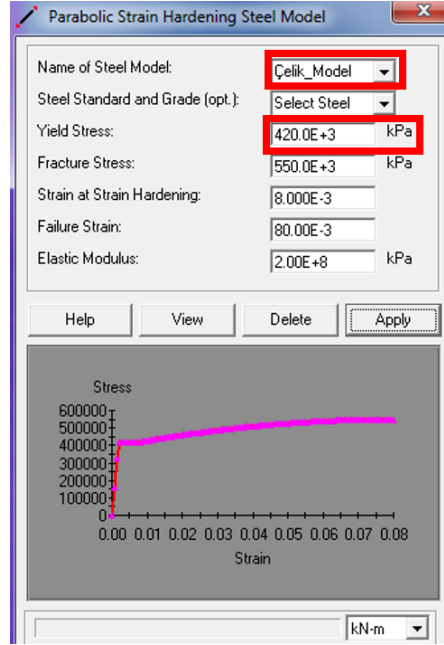 Parabolic Strain Hardening Steel Model
Name of Steel Model: Çelik_Model
Steel Standard and Grade (opt.): Select Steel
Yield Stress: 420.0E+3 kPa
Fracture Stress: 550.0E+3 kPa
Strain at Strain Hardening: 8.000E-3
Failure Strain: 80.00E-3
Elastic Modulus: 2.00E+8 kPa
Help View Delete Apply
Stress
600000
500000
400000
300000
200000
100000
0
0.00 0.01 0.02 0.03 0.04 0.05 0.06 0.07 0.08
Strain
kN-m